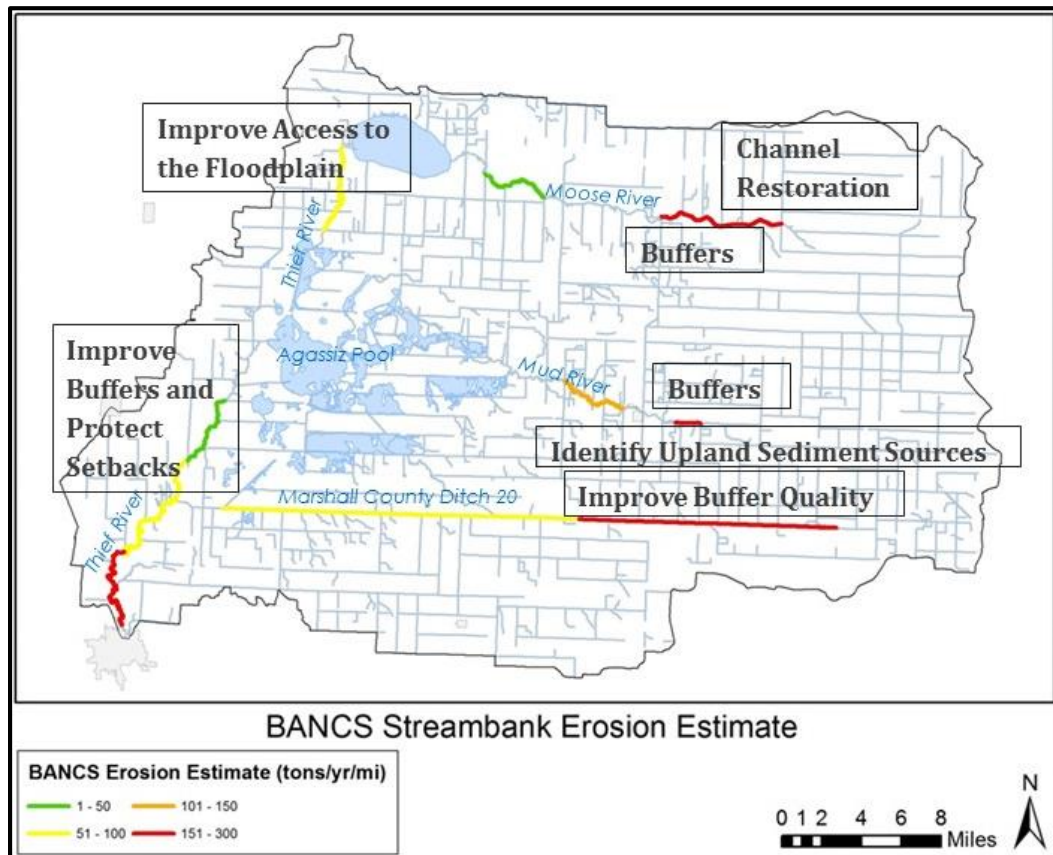 Improve Access to
the Floodplain
Channel
Restoration
Moose River
Buffers
Thief River
Improve
Buffers and
Protect
Setbacks
Agassiz Pool
Mud River
Buffers
Identify Upland Sediment Sources
Improve Buffer Quality
Marshall County Ditch 20
Thief River
BANCS Streambank Erosion Estimate
BANCS Erosion Estimate (tons/yr/mi)
1 - 50
101 - 150
51 - 100
151 - 300
N
0 1 2 4 6 8
Miles